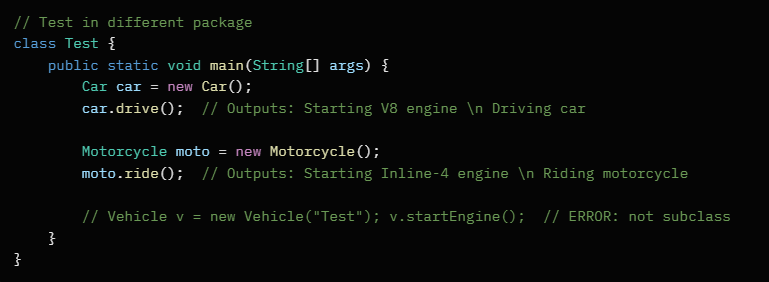 // Test in different package
class Test {
    public static void main(String[] args) {
        Car car = new Car();
        car.drive();  // Outputs: Starting V8 engine \n Driving car

        Motorcycle moto = new Motorcycle();
        moto.ride();  // Outputs: Starting Inline-4 engine \n Riding motorcycle

        // Vehicle v = new Vehicle("Test"); v.startEngine();  // ERROR: not subclass
    }
}